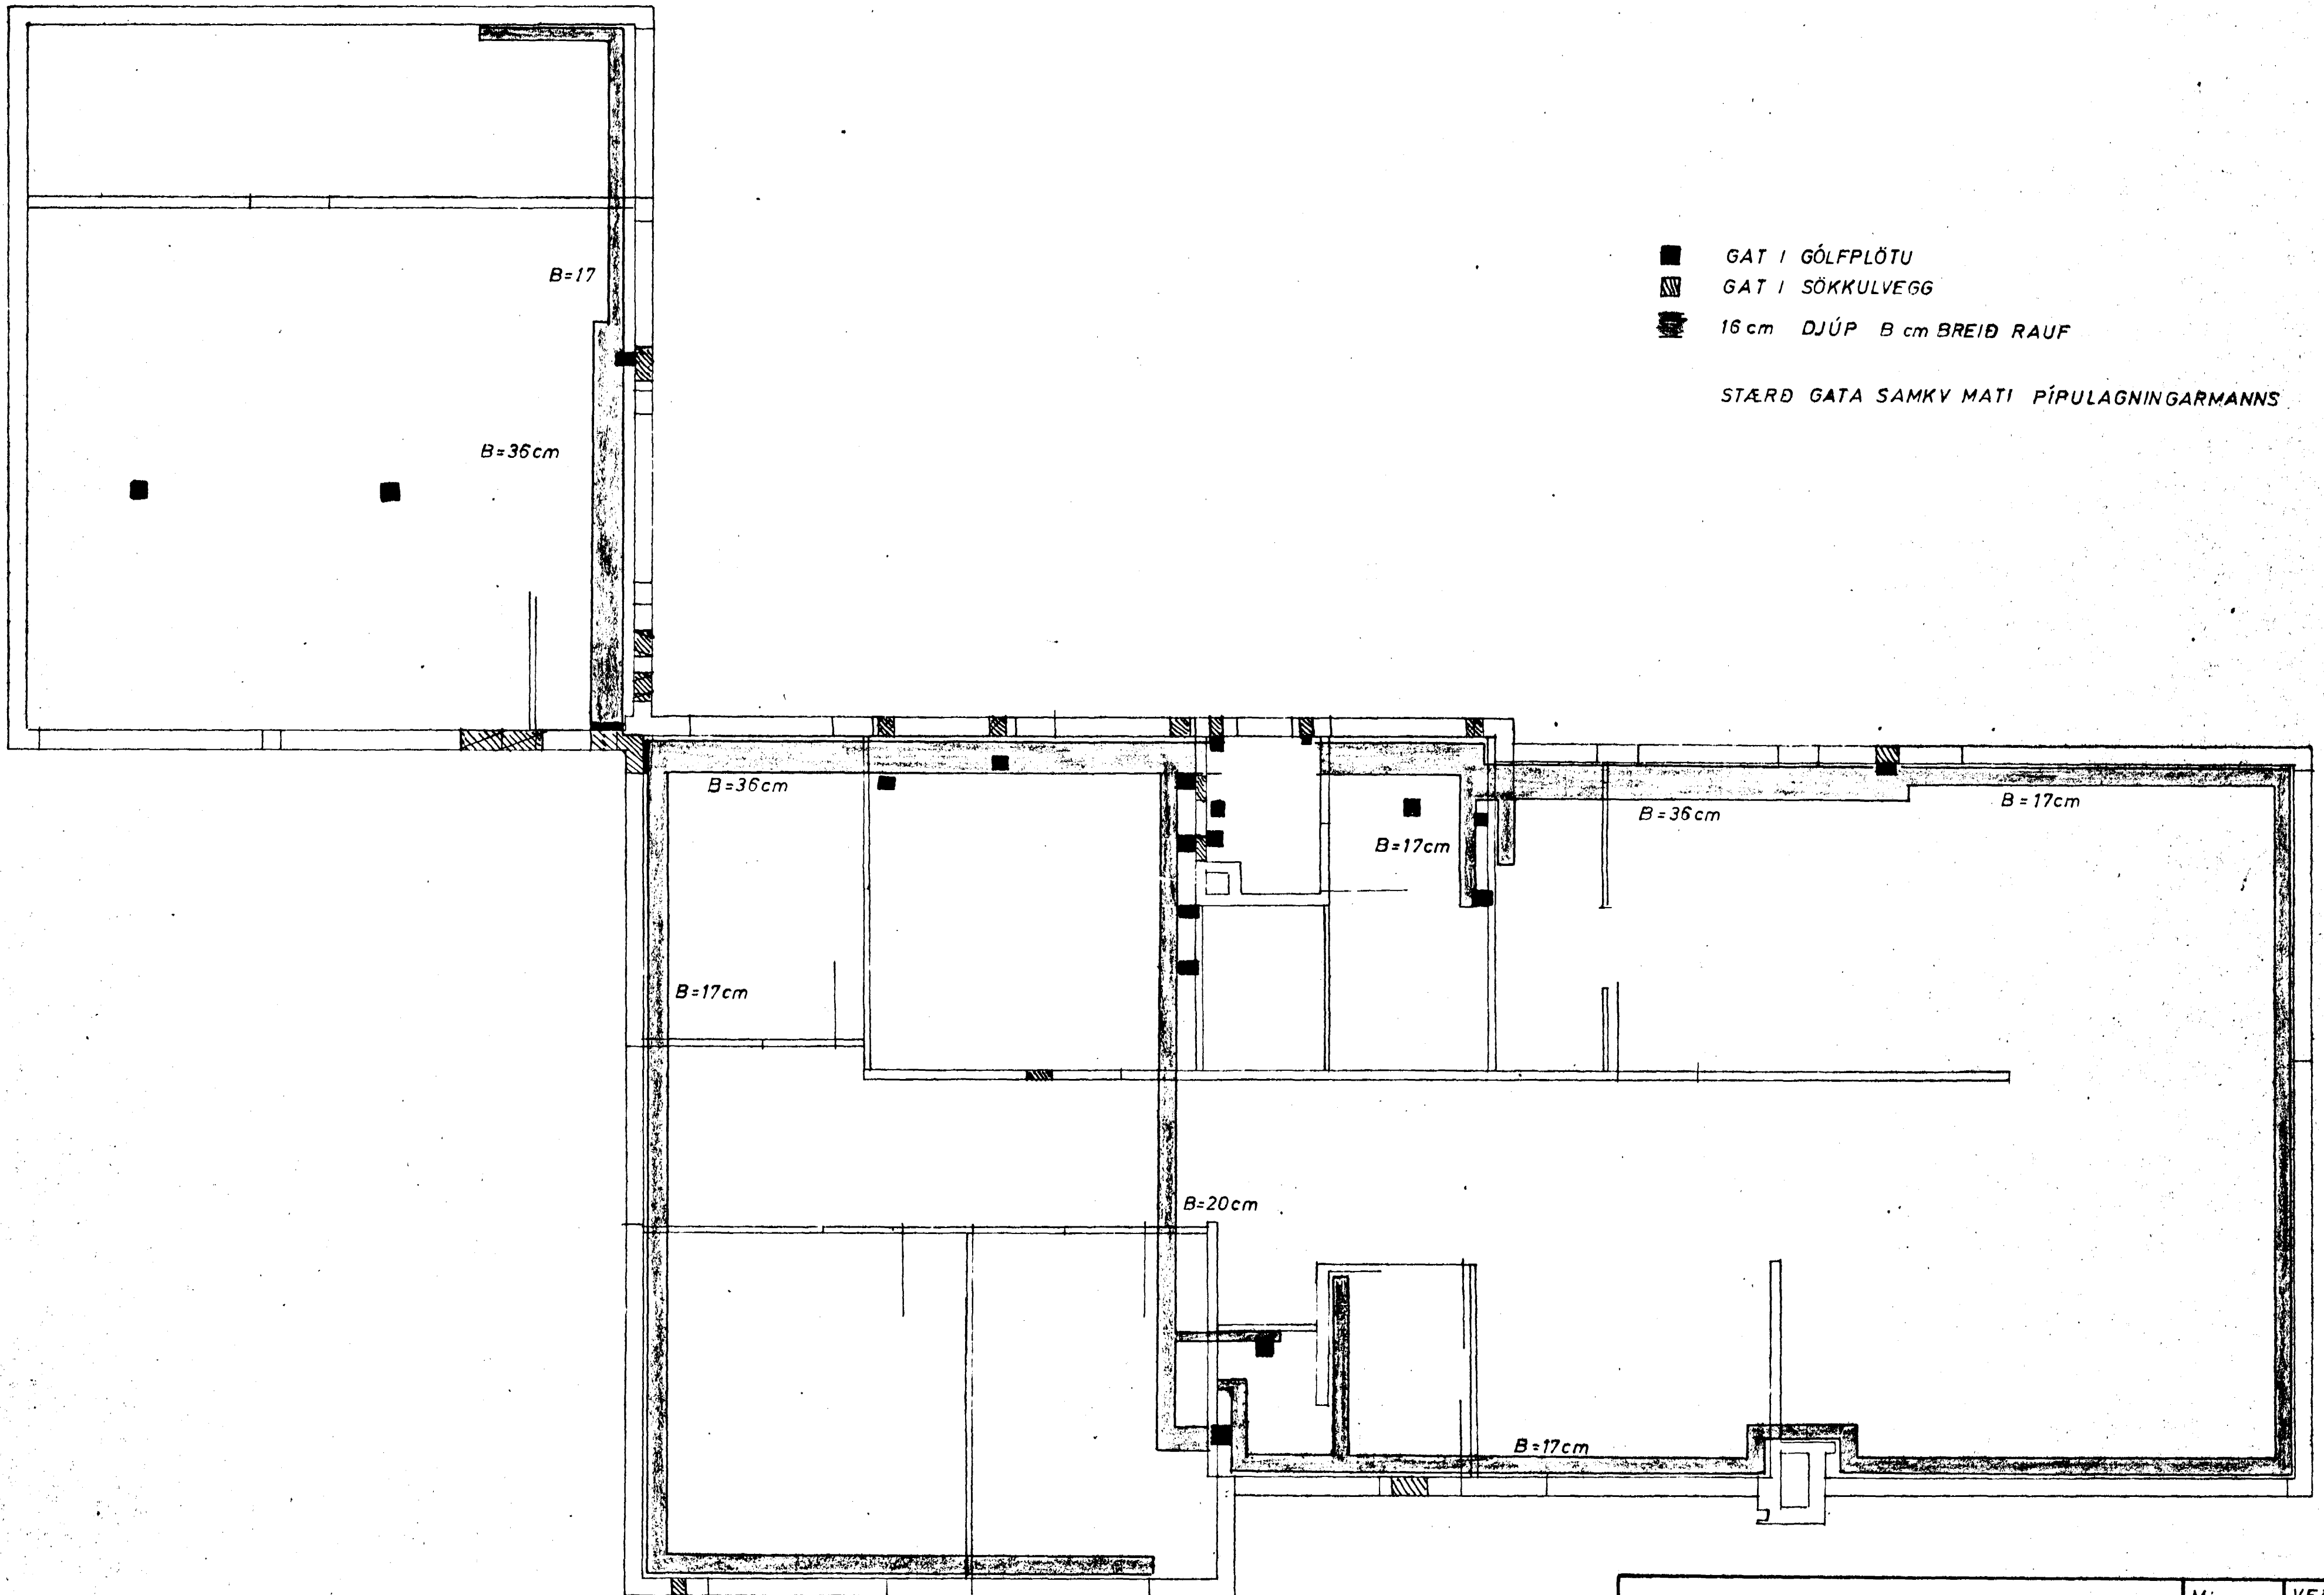 GAT I GÓLFPLÖTU
GAT I SÖKKULVEGG
16 cm DJÚP B cm BREIÐ RAUF
STÆRÐ GATA SAMKV MATI PÍPULAGNINGARMANNS
B=17
B=36cm
B=36cm
B=17cm
B=36cm
B=17cm
B=17cm
B=20cm
B=17cm